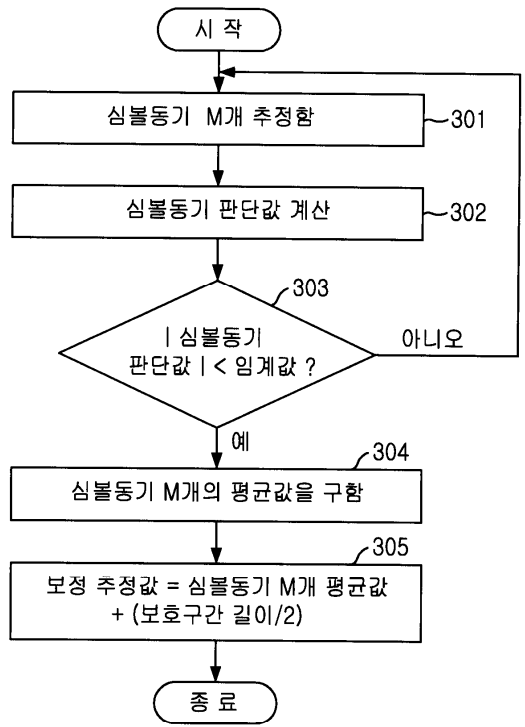 시 작
심볼동기 M개 추정함
301
심볼동기 판단값 계산
302
303
| 심볼동기
판단값 | < 임계값 ?
아니오
예
304
심볼동기 M개의 평균값을 구함
305
보정 추정값 = 심볼동기 M개 평균값
+ (보호구간 길이/2)
종 료